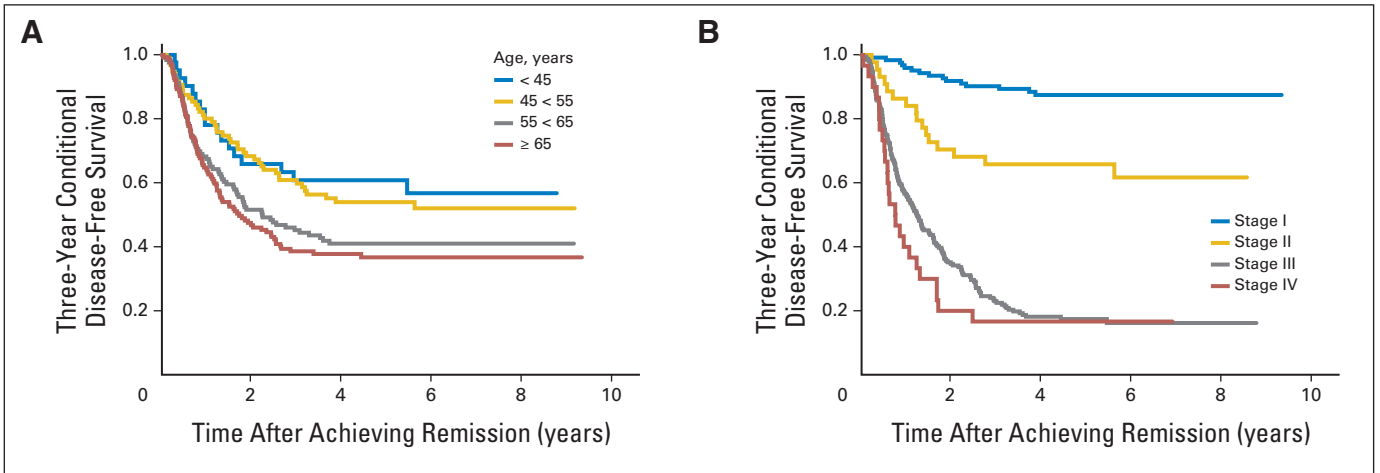 A
Three-Year Conditional
Disease-Free Survival
1.0
0.8
0.6
0.4
0.2
0
2
4
6
8
10
Time After Achieving Remission (years)
Age, years
< 45
45 < 55
55 < 65
≥ 65
B
Three-Year Conditional
Disease-Free Survival
1.0
0.8
0.6
0.4
0.2
0
2
4
6
8
10
Time After Achieving Remission (years)
Stage I
Stage II
Stage III
Stage IV